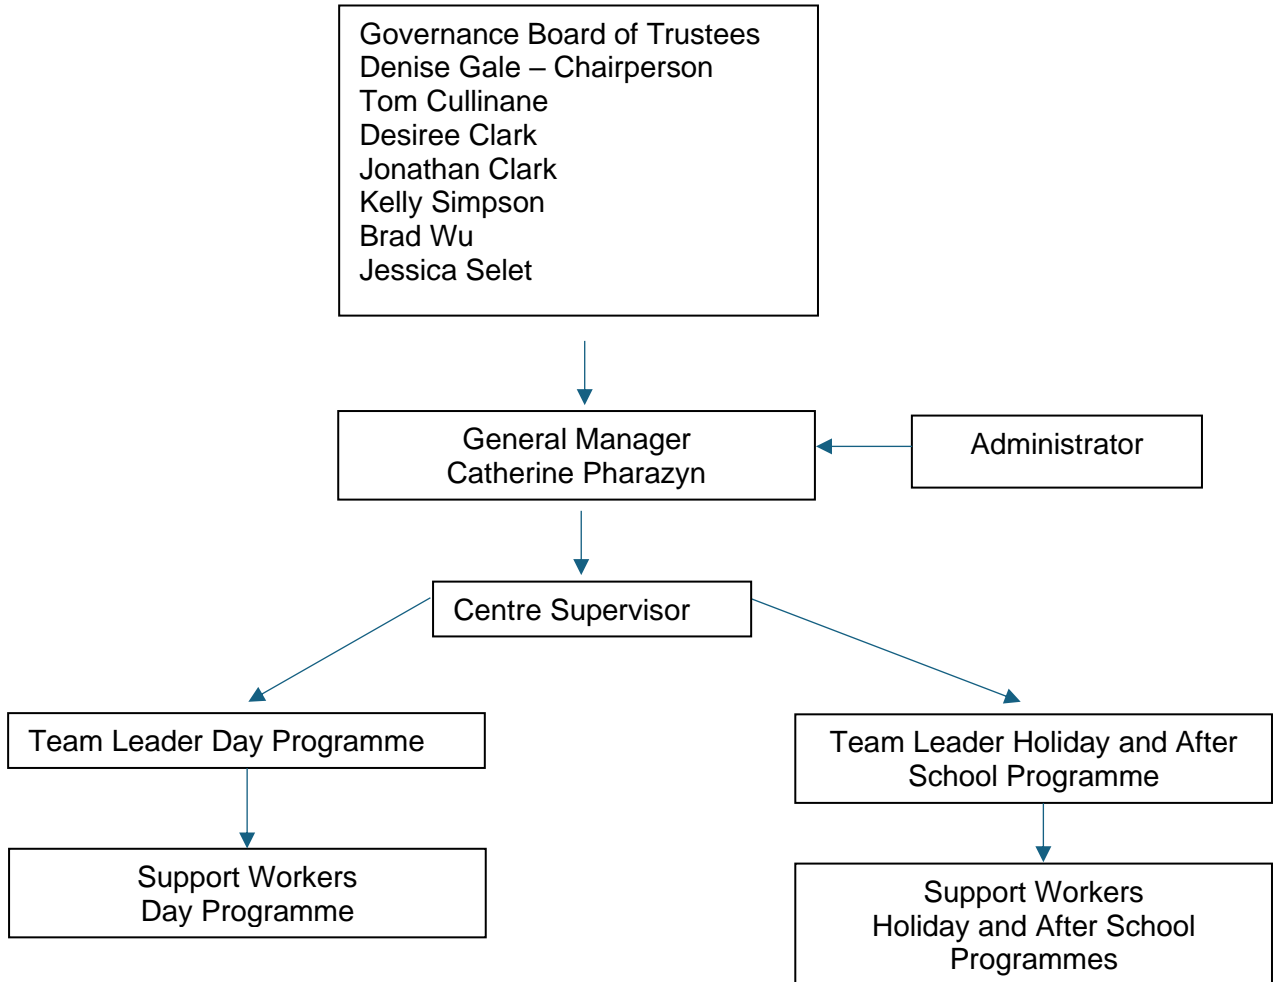 Governance Board of Trustees
Denise Gale – Chairperson
Tom Cullinane
Desiree Clark
Jonathan Clark
Kelly Simpson
Brad Wu
Jessica Selet
General Manager
Catherine Pharazyn
Administrator
Centre Supervisor
Team Leader Day Programme
Team Leader Holiday and After
School Programme
Support Workers
Day Programme
Support Workers
Holiday and After School
Programmes